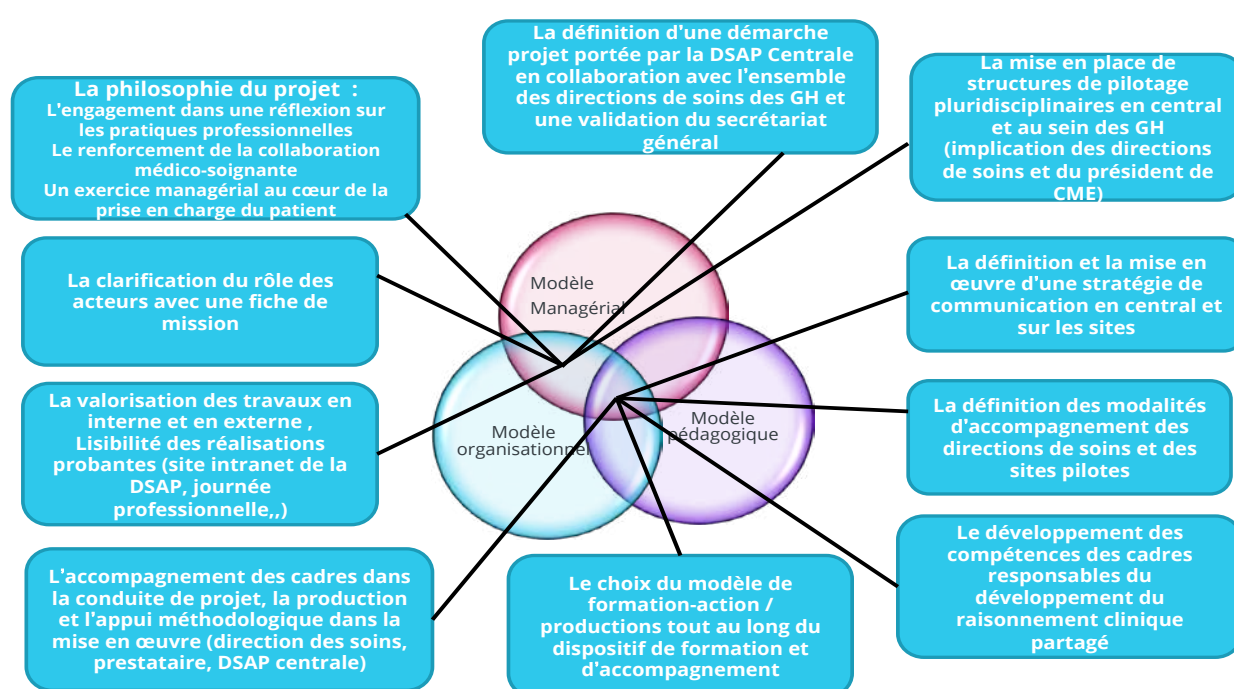 La définition d'une démarche
projet portée par la DSAP Centrale
en collaboration avec l'ensemble
des directions de soins des GH et
une validation du secrétariat
général
La mise en place de
structures de pilotage
pluridisciplinaires en central
et au sein des GH
(implication des directions
de soins et du président de
CME)
La philosophie du projet :
L'engagement dans une réflexion sur
les pratiques professionnelles
Le renforcement de la collaboration
médico-soignante
Un exercice managérial au cœur de la
prise en charge du patient
La clarification du rôle des
acteurs avec une fiche de
mission
Modèle
Managérial
La définition et la mise en
œuvre d'une stratégie de
communication en central et
sur les sites
La valorisation des travaux en
interne et en externe ,
Lisibilité des réalisations
probantes (site intranet de la
DSAP, journée
professionnelle,,)
Modèle
organisationnel
Modèle
pédagogique
La définition des modalités
d'accompagnement des
directions de soins et des
sites pilotes
L'accompagnement des cadres dans
la conduite de projet, la production
et l'appui méthodologique dans la
mise en œuvre (direction des soins,
prestataire, DSAP centrale)
Le choix du modèle de
formation-action /
productions tout au long du
dispositif de formation et
d'accompagnement
Le développement des
compétences des cadres
responsables du
développement du
raisonnement clinique
partagé